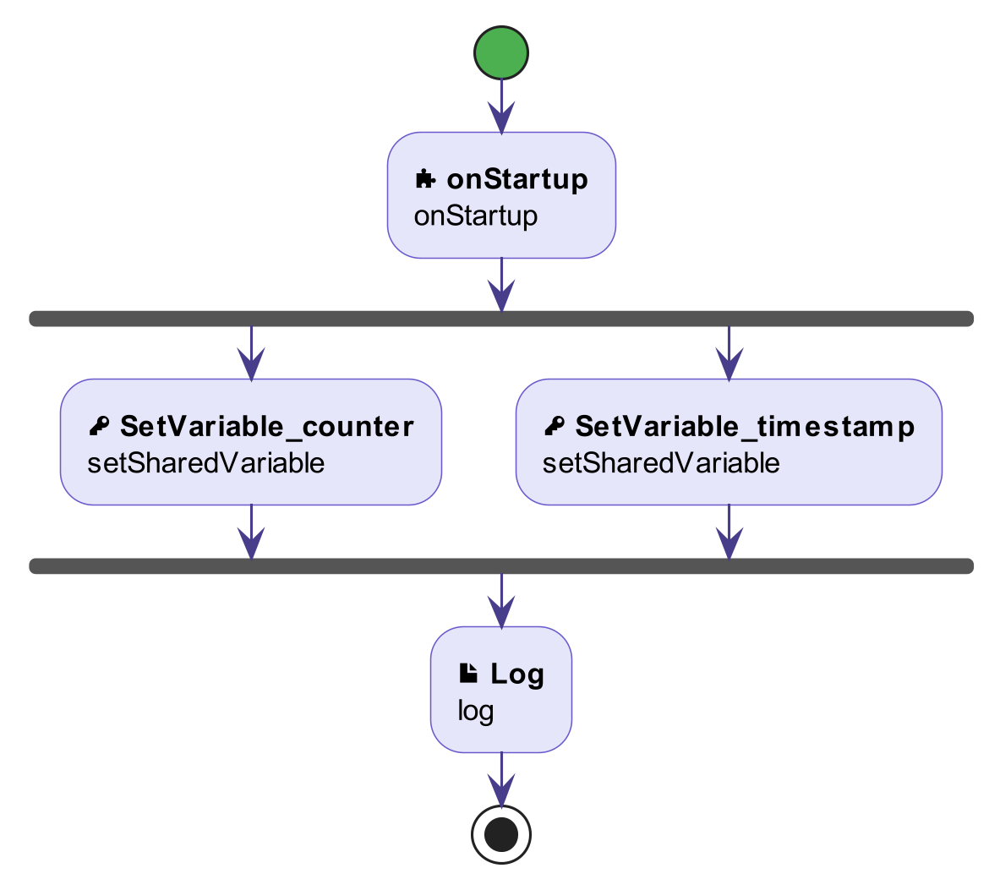 onStartup
onStartup
SetVariable_counter
setSharedVariable
SetVariable_timestamp
setSharedVariable
Log
log